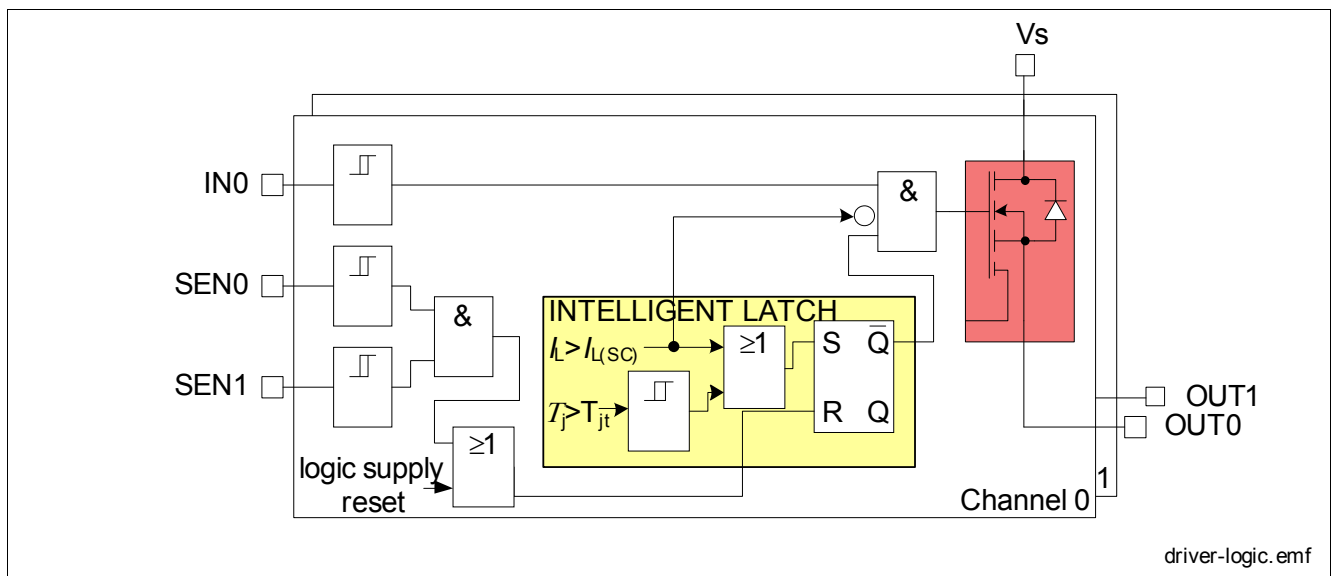 Vs
IN0
&
SEN0
&
INTELLIGENT LATCH
IL>IL(SC)
≥1
S Q̅
SEN1
Tj>Tjt
R Q
OUT1
OUT0
≥1
logic supply
reset
1
Channel 0
driver-logic.emf